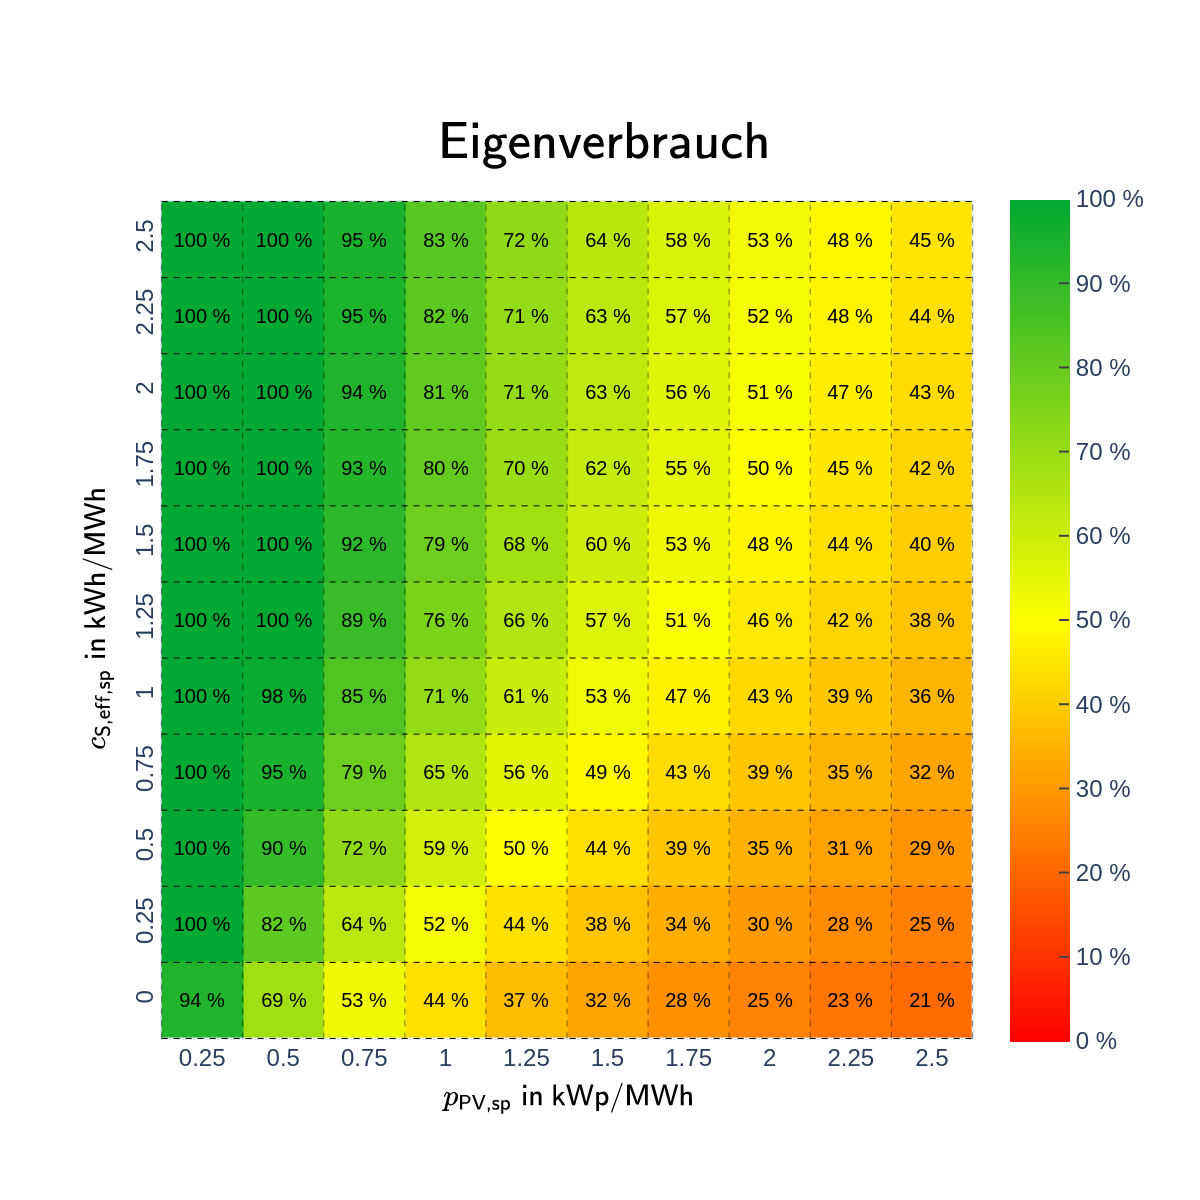 Eigenverbrauch
2.5 100 % 100 % 95 % 83 % 72 % 64 % 58 % 53 % 48 % 45 %
2.25 100 % 100 % 95 % 82 % 71 % 63 % 57 % 52 % 48 % 44 %
2 100 % 100 % 94 % 81 % 71 % 63 % 56 % 51 % 47 % 43 %
1.75 100 % 100 % 93 % 80 % 70 % 62 % 55 % 50 % 45 % 42 %
1.5 100 % 100 % 92 % 79 % 68 % 60 % 53 % 48 % 44 % 40 %
1.25 100 % 100 % 89 % 76 % 66 % 57 % 51 % 46 % 42 % 38 %
1 100 % 98 % 85 % 71 % 61 % 53 % 47 % 43 % 39 % 36 %
0.75 100 % 95 % 79 % 65 % 56 % 49 % 43 % 39 % 35 % 32 %
0.5 100 % 90 % 72 % 59 % 50 % 44 % 39 % 35 % 31 % 29 %
0.25 100 % 82 % 64 % 52 % 44 % 38 % 34 % 30 % 28 % 25 %
0 94 % 69 % 53 % 44 % 37 % 32 % 28 % 25 % 23 % 21 %
0.25 0.5 0.75 1 1.25 1.5 1.75 2 2.25 2.5
p PV,sp in kWp/MWh
c S,eff,sp in kWh/MWh
100 %
90 %
80 %
70 %
60 %
50 %
40 %
30 %
20 %
10 %
0 %